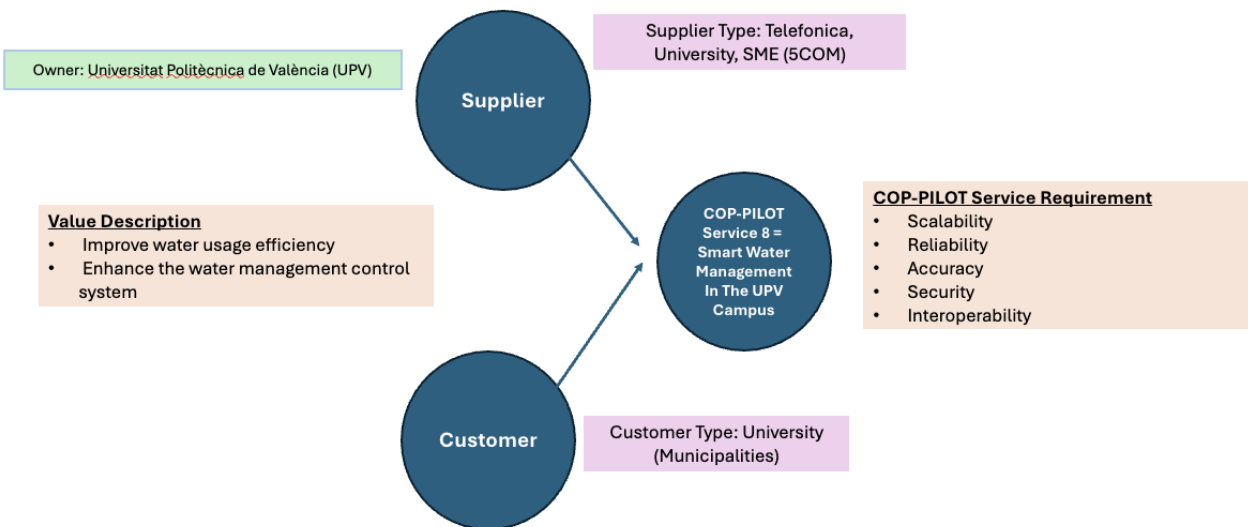 Supplier Type: Telefonica,
University, SME (5COM)
Owner: Universitat Politècnica de València (UPV)
Supplier
Value Description
• Improve water usage efficiency
• Enhance the water management control
system
COP-PILOT
Service 8 =
Smart Water
Management
In The UPV
Campus
COP-PILOT Service Requirement
• Scalability
• Reliability
• Accuracy
• Security
• Interoperability
Customer
Customer Type: University
(Municipalities)